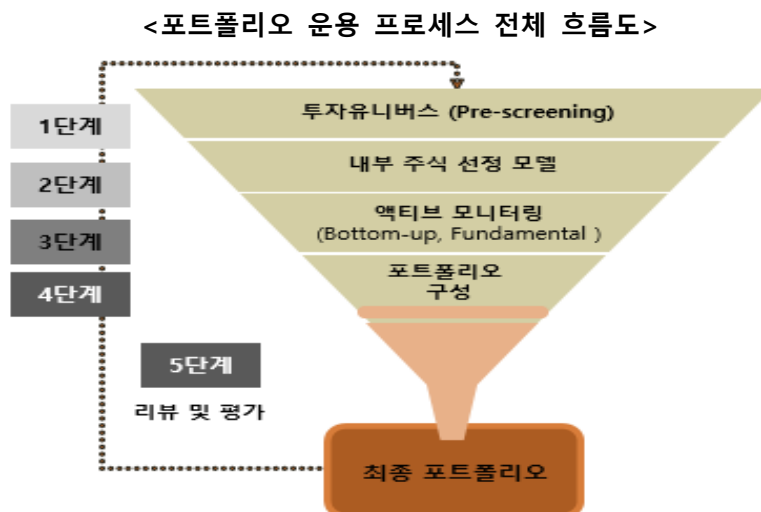 <포트폴리오 운용 프로세스 전체 흐름도>
1단계
투자유니버스 (Pre-screening)
2단계
내부 주식 선정 모델
3단계
액티브 모니터링
(Bottom-up, Fundamental )
4단계
포트폴리오
구성
5단계
리뷰 및 평가
최종 포트폴리오